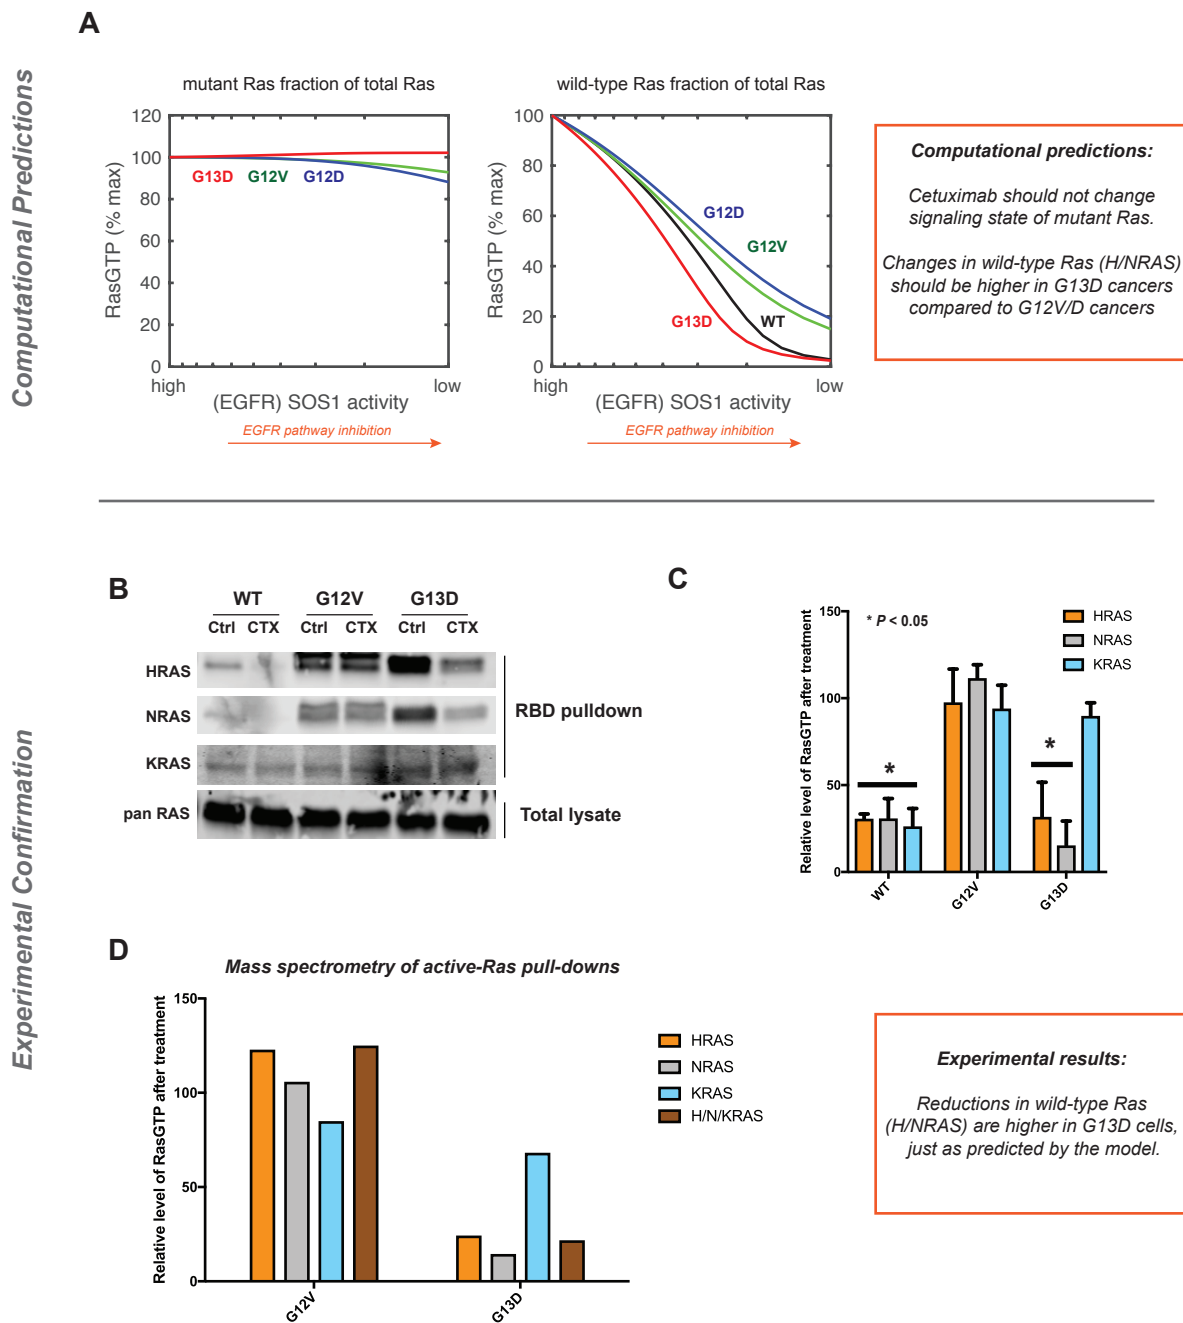 A
Computational Predictions
mutant Ras fraction of total Ras
120
100
80
60
40
20
0
RasGTP (% max)
G13D G12V G12D
high low
(EGFR) SOS1 activity
EGFR pathway inhibition
wild-type Ras fraction of total Ras
100
80
60
40
20
0
RasGTP (% max)
G12D
G12V
WT
G13D
high low
(EGFR) SOS1 activity
EGFR pathway inhibition
Computational predictions:
Cetuximab should not change
signaling state of mutant Ras.
Changes in wild-type Ras (H/NRAS)
should be higher in G13D cancers
compared to G12V/D cancers
Experimental Confirmation
B
WT G12V G13D
Ctrl CTX Ctrl CTX Ctrl CTX
HRAS
NRAS
KRAS
pan RAS
RBD pulldown
Total lysate
C
Relative level of RasGTP after treatment
150
100
50
0
* P < 0.05
HRAS
NRAS
KRAS
*
*
WT
G12V
G13D
D
Mass spectrometry of active-Ras pull-downs
Relative level of RasGTP after treatment
150
100
50
0
G12V
G13D
HRAS
NRAS
KRAS
H/N/KRAS
Experimental results:
Reductions in wild-type Ras
(H/NRAS) are higher in G13D cells,
just as predicted by the model.